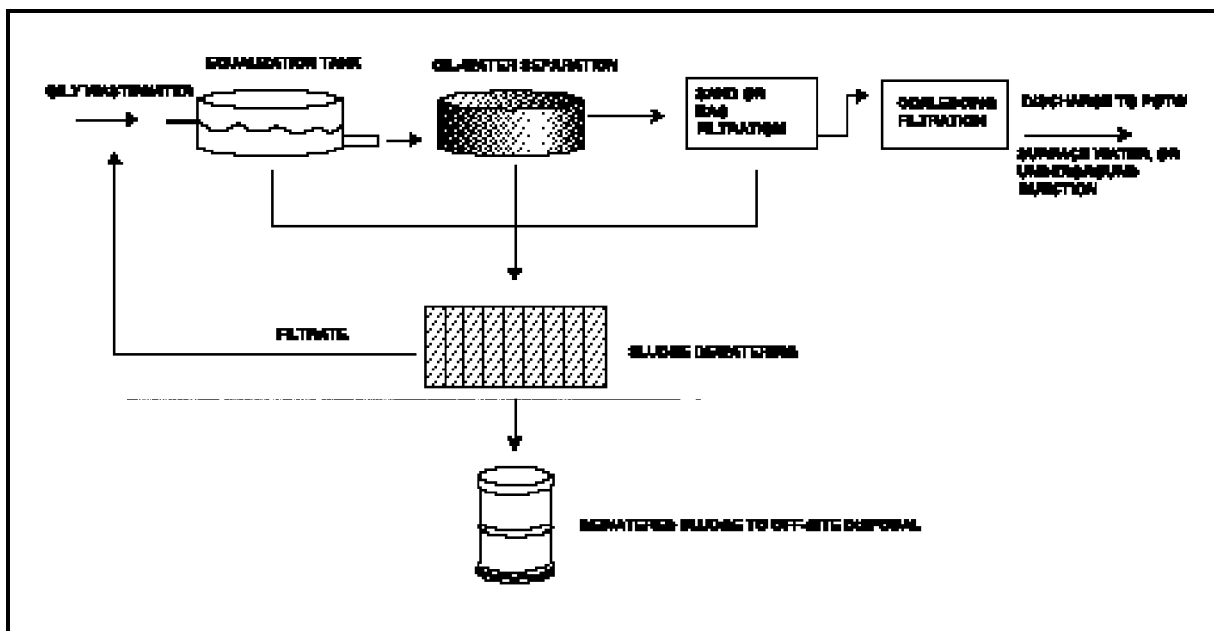 EQUALIZATION TANK
OIL-WATER SEPARATION
OILY WASTEWATER
SAND OR
BAG
FILTRATION
COALESCING
FILTRATION
DISCHARGE TO POTW
SURFACE WATER, OR
UNDERGROUND
INJECTION
FILTRATE
SLUDGE DEWATERING
DEWATERED SLUDGE TO OFF-SITE DISPOSAL